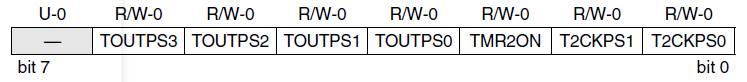 U-0 R/W-0 R/W-0 R/W-0 R/W-0 R/W-0 R/W-0 R/W-0
— TOUTPS3 TOUTPS2 TOUTPS1 TOUTPS0 TMR2ON T2CKPS1 T2CKPS0
bit 7 bit 0